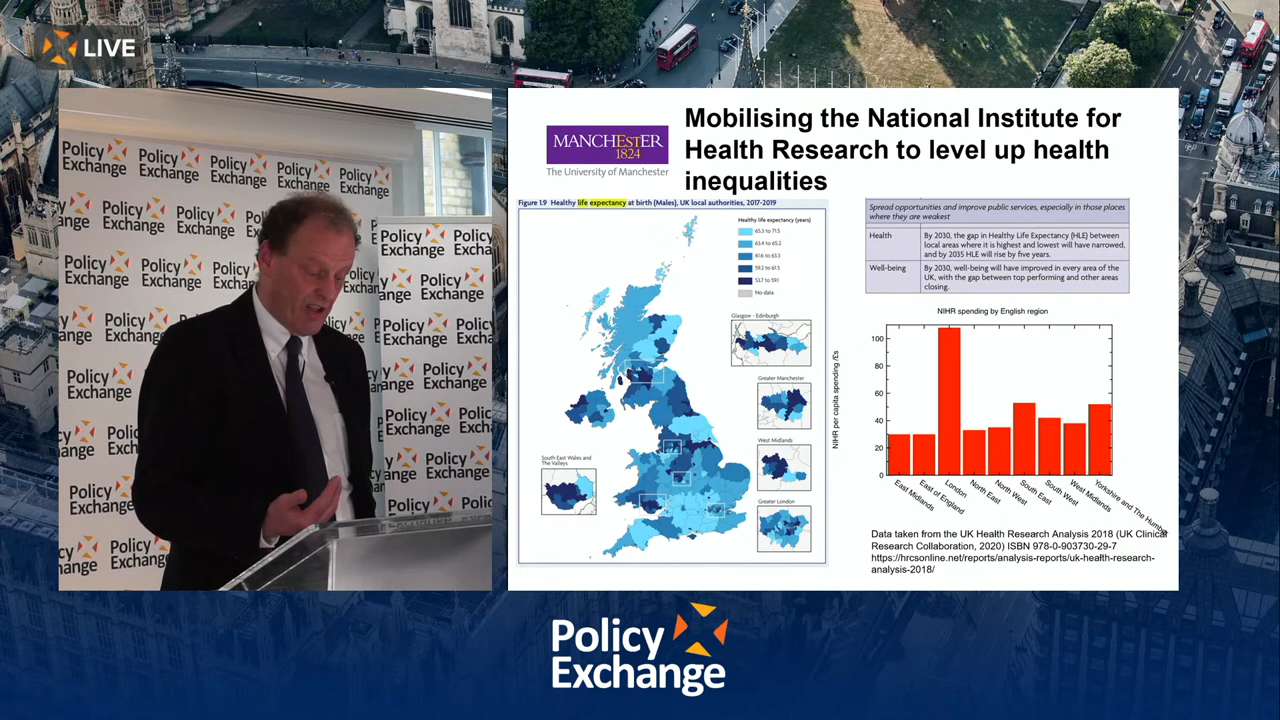 LIVE
Policy
Exchange
Mobilising the National Institute for
Health Research to level up health
inequalities
MANCHESTER
1824
The University of Manchester
Figure 1.9 Healthy life expectancy at birth (Males), UK local authorities, 2017-2019
Healthy life expectancy (years)
65.3 to 71.5
63.4 to 65.2
61.6 to 63.3
59.2 to 61.5
53.7 to 59.1
No data
Glasgow - Edinburgh
Greater Manchester
West Midlands
Greater London
South East Wales and
The Valleys
Spread opportunities and improve public services, especially in those places
where they are weakest
Health
By 2030, the gap in Healthy Life Expectancy (HLE) between
local areas where it is highest and lowest will have narrowed,
and by 2035 HLE will rise by five years.
Well-being
By 2030, well-being will have improved in every area of the
UK, with the gap between top performing and other areas
closing.
NIHR spending by English region
NIHR per capita spending /£s
100
80
60
40
20
0
East Midlands
East of England
London
North East
North West
South East
South West
West Midlands
Yorkshire and The Humber
Data taken from the UK Health Research Analysis 2018 (UK Clinical
Research Collaboration, 2020) ISBN 978-0-903730-29-7
https://hrcsonline.net/reports/analysis-reports/uk-health-research-
analysis-2018/
Policy
Exchange